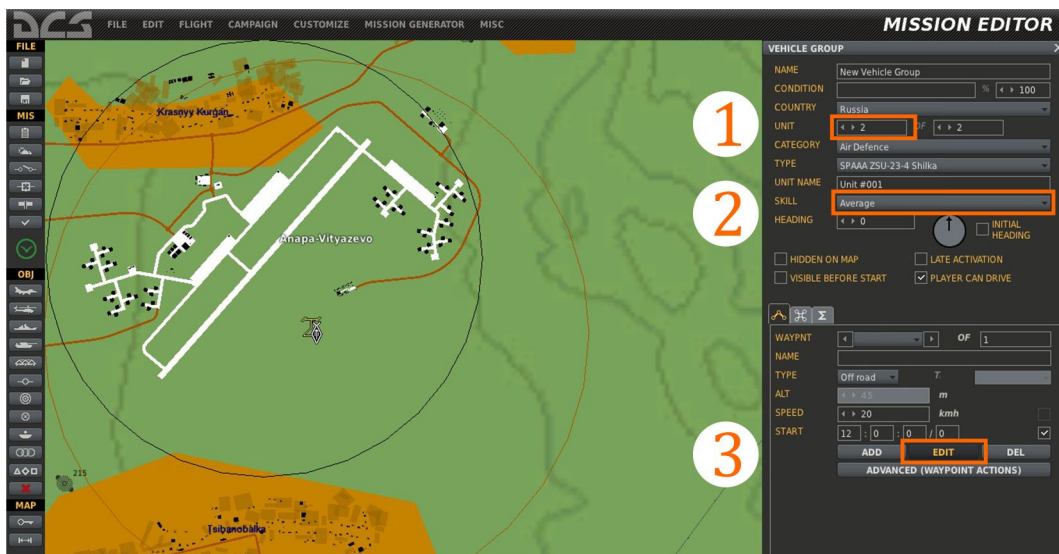 DCS FILE EDIT FLIGHT CAMPAIGN CUSTOMIZE MISSION GENERATOR MISC MISSION EDITOR
FILE
MIS
OBJ
MAP
Krasnyy Kurgan
Anapa-Vityazevo
215
Tsibanobalka
1
2
3
VEHICLE GROUP
NAME New Vehicle Group
CONDITION % 100
COUNTRY Russia
UNIT 2 OF 2
CATEGORY Air Defence
TYPE SPAAA ZSU-23-4 Shilka
UNIT NAME Unit #001
SKILL Average
HEADING 0 INITIAL HEADING
HIDDEN ON MAP LATE ACTIVATION
VISIBLE BEFORE START PLAYER CAN DRIVE
WAYPNT OF 1
NAME
TYPE Off road T.
ALT 45 m
SPEED 20 kmh
START 12 : 0 : 0 / 0
ADD EDIT DEL
ADVANCED (WAYPOINT ACTIONS)